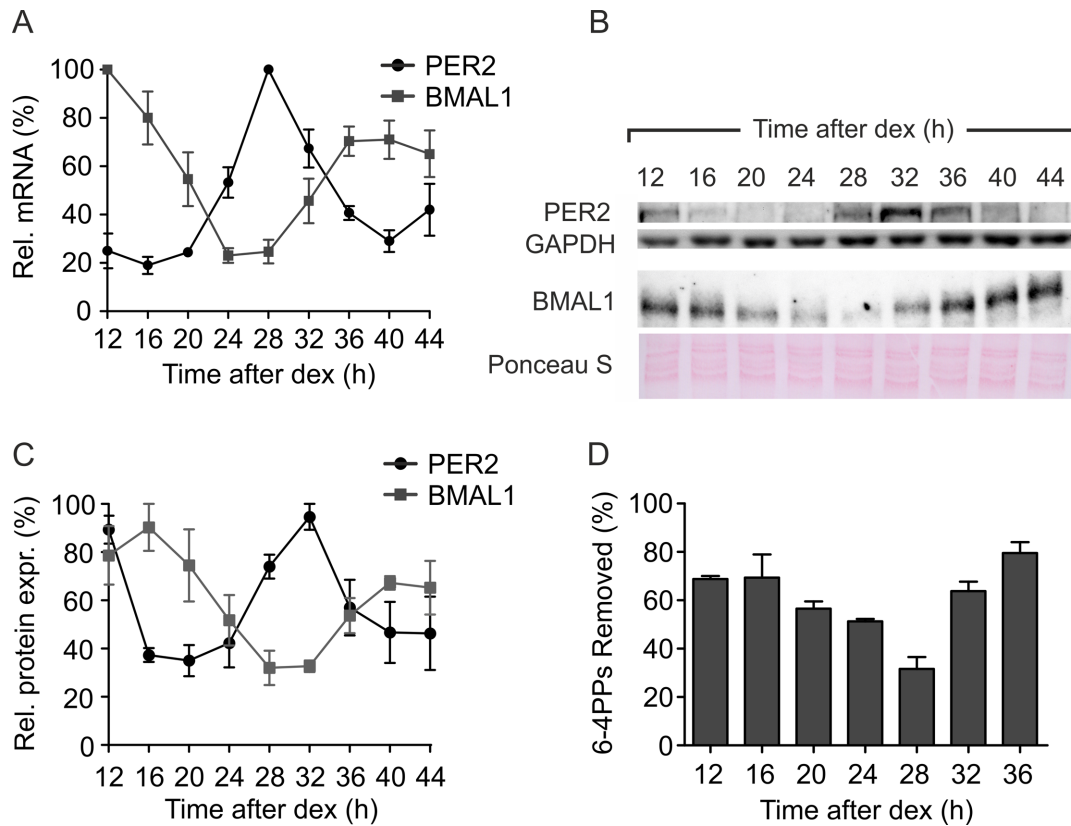 A
Rel. mRNA (%)
100
80
60
40
20
0
12 16 20 24 28 32 36 40 44
Time after dex (h)
PER2
BMAL1
B
Time after dex (h)
12 16 20 24 28 32 36 40 44
PER2
GAPDH
BMAL1
Ponceau S
C
Rel. protein expr. (%)
100
80
60
40
20
0
12 16 20 24 28 32 36 40 44
Time after dex (h)
PER2
BMAL1
D
6-4PPs Removed (%)
100
80
60
40
20
0
12 16 20 24 28 32 36
Time after dex (h)